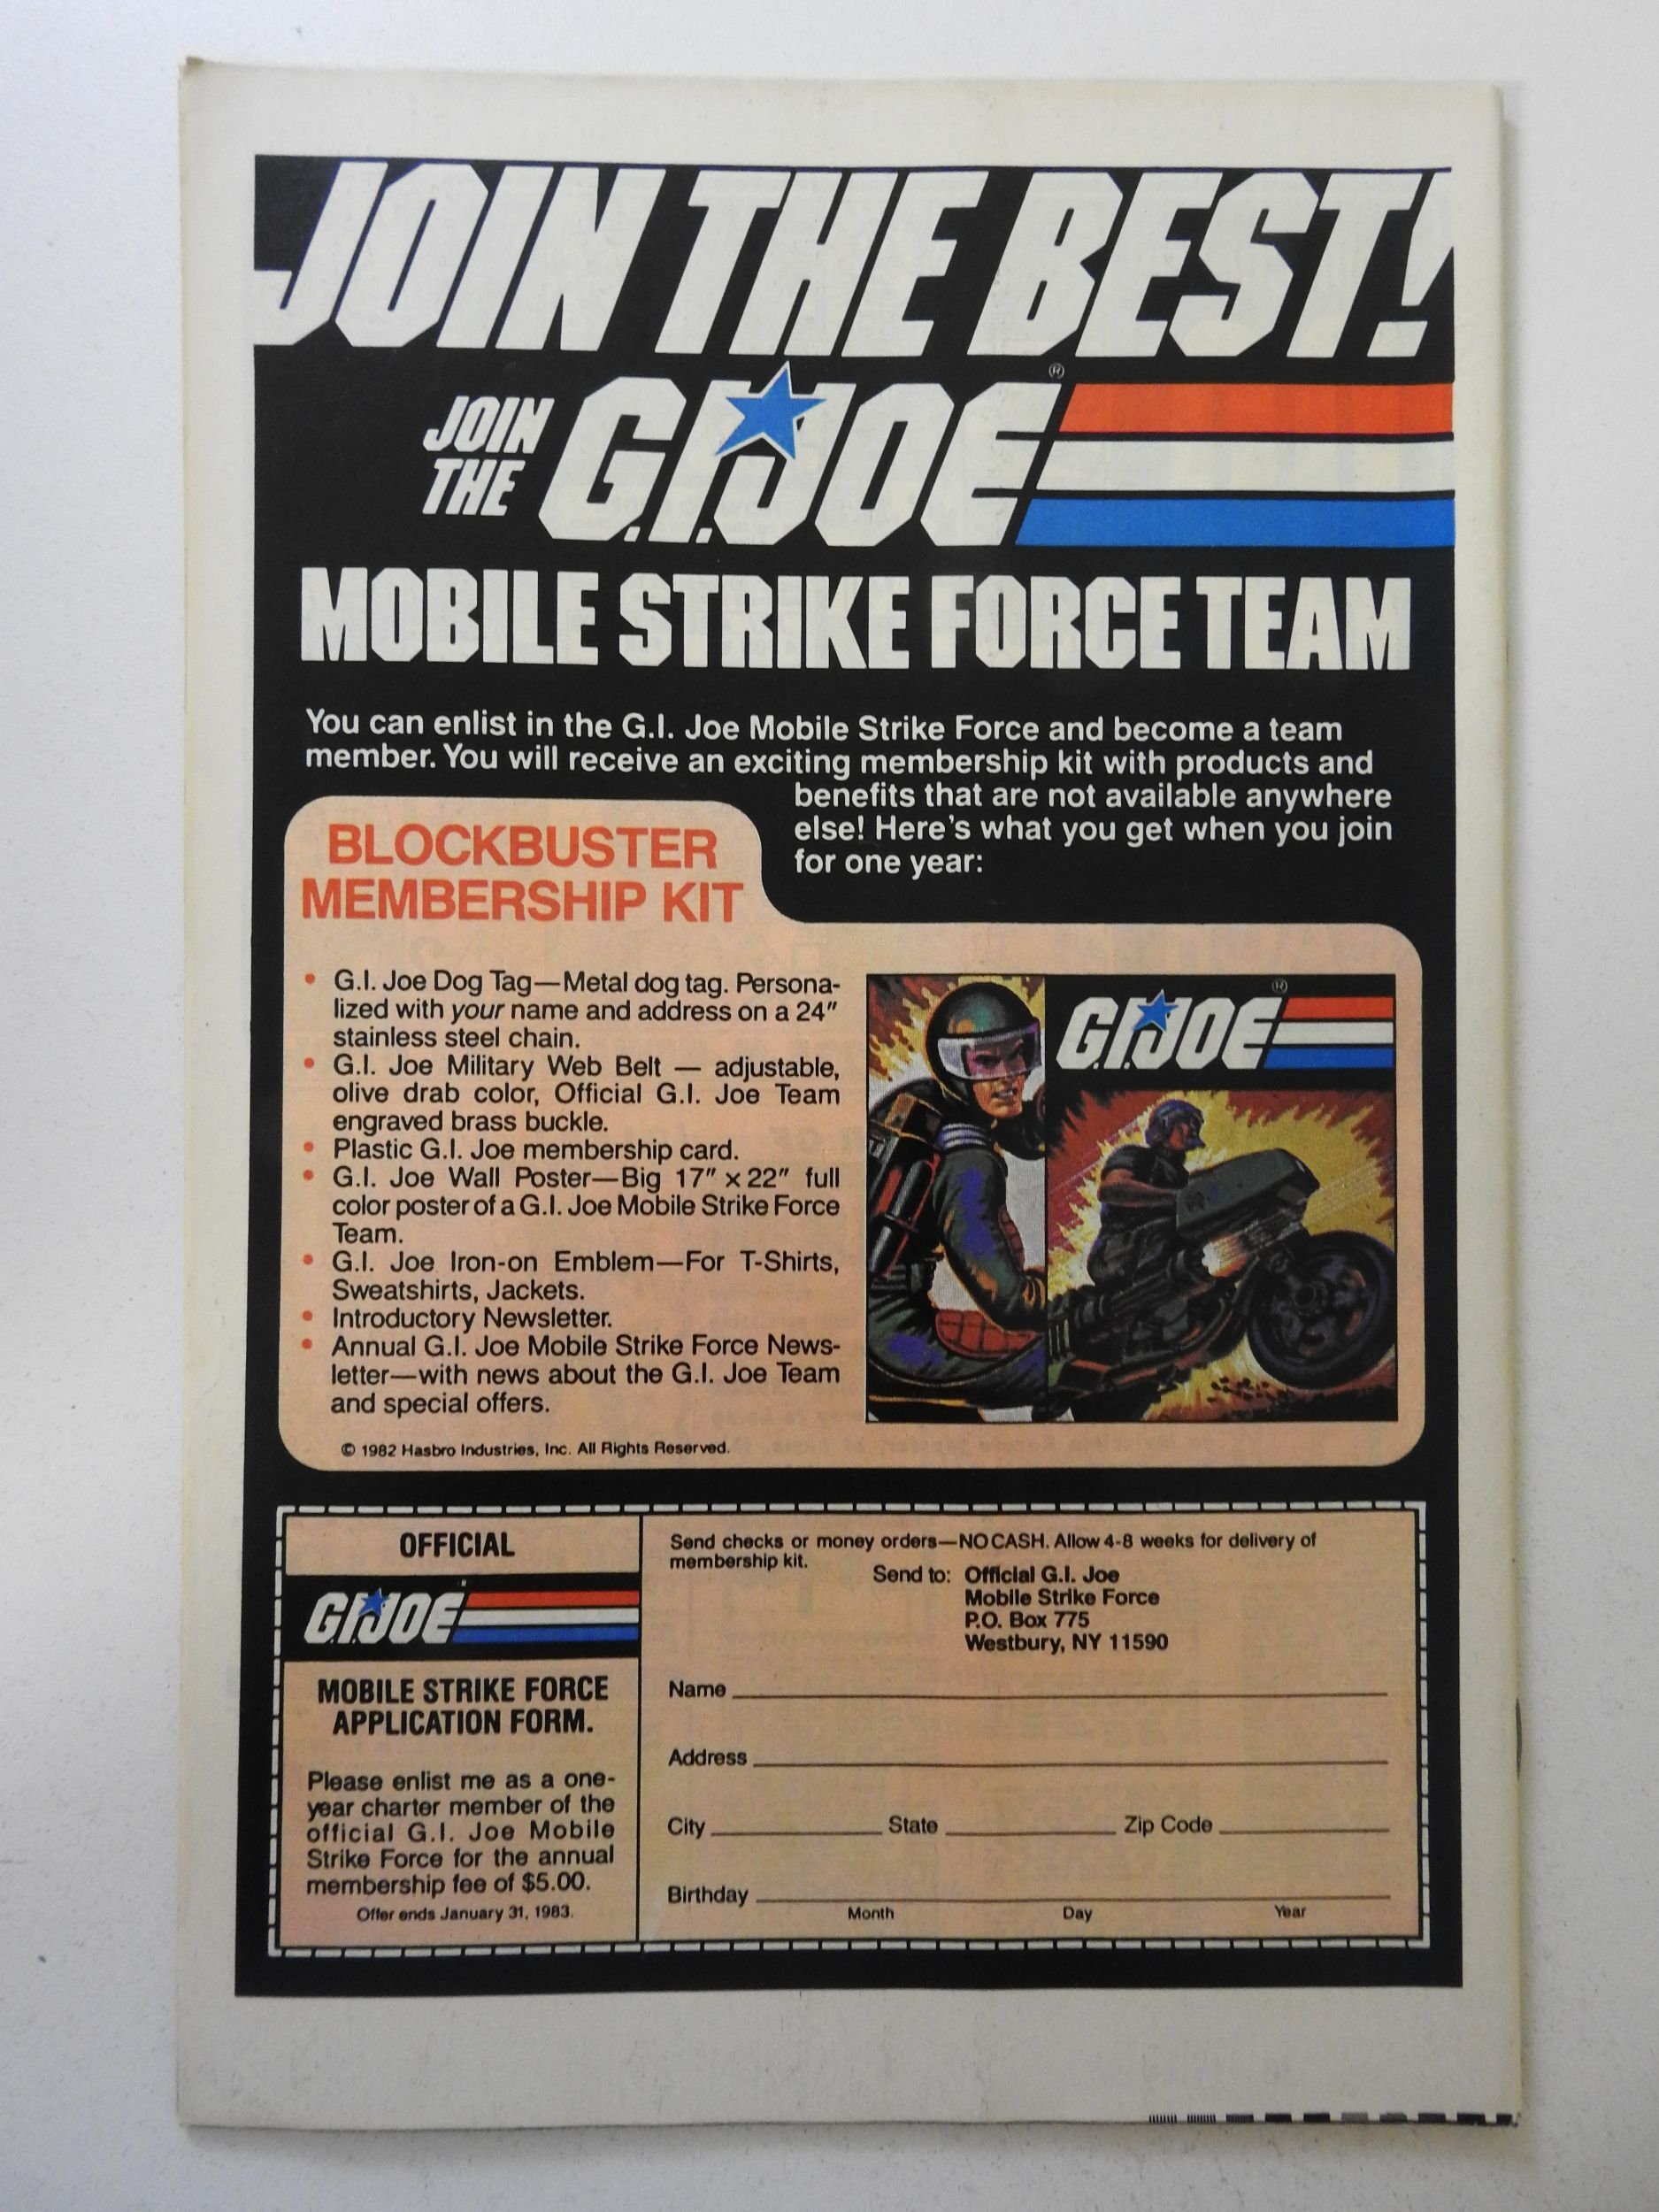 JOIN THE BEST!
JOIN
THE
G.I. JOE®
MOBILE STRIKE FORCE TEAM
You can enlist in the G.I. Joe Mobile Strike Force and become a team
member. You will receive an exciting membership kit with products and
benefits that are not available anywhere
else! Here's what you get when you join
for one year:
BLOCKBUSTER
MEMBERSHIP KIT
• G.I. Joe Dog Tag—Metal dog tag. Persona-
lized with your name and address on a 24"
stainless steel chain.
• G.I. Joe Military Web Belt — adjustable,
olive drab color, Official G.I. Joe Team
engraved brass buckle.
• Plastic G.I. Joe membership card.
• G.I. Joe Wall Poster—Big 17" × 22" full
color poster of a G.I. Joe Mobile Strike Force
Team.
• G.I. Joe Iron-on Emblem—For T-Shirts,
Sweatshirts, Jackets.
• Introductory Newsletter.
• Annual G.I. Joe Mobile Strike Force News-
letter—with news about the G.I. Joe Team
and special offers.
© 1982 Hasbro Industries, Inc. All Rights Reserved.
G.I. JOE®
OFFICIAL
G.I. JOE
MOBILE STRIKE FORCE
APPLICATION FORM.
Please enlist me as a one-
year charter member of the
official G.I. Joe Mobile
Strike Force for the annual
membership fee of $5.00.
Offer ends January 31, 1983.
Send checks or money orders—NO CASH. Allow 4-8 weeks for delivery of
membership kit.
Send to: Official G.I. Joe
Mobile Strike Force
P.O. Box 775
Westbury, NY 11590
Name
Address
City State Zip Code
Birthday
Month Day Year